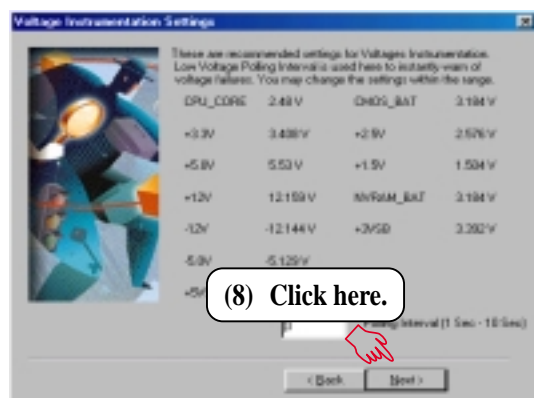 Voltage Instrumentation Settings
These are recommended settings for Voltages Instrumentation.
Low Voltage Polling Interval is used here to instantly warn of
voltage failures. You may change the settings within the range.
CPU_CORE 2.48 V CMOS_BAT 3.184 V
+3.3V 3.408 V +2.5V 2.576 V
+5.0V 5.53 V +1.5V 1.504 V
+12V 12.159 V NVRAM_BAT 3.184 V
-12V -12.144 V +3VSB 3.392 V
-5.0V -5.129 V
(8) Click here.
Polling Interval (1 Sec - 10 Sec)
< Back Next >